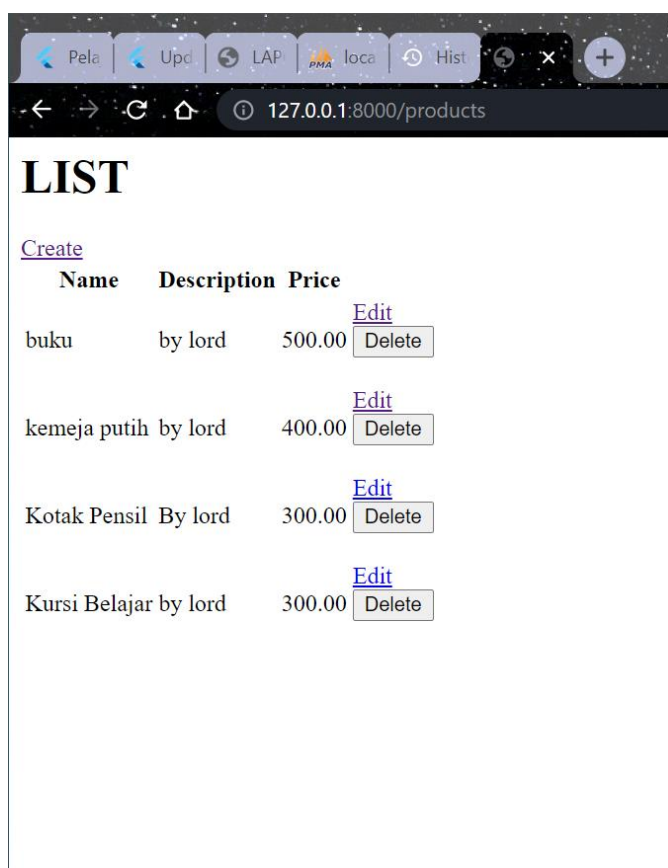 Pela Upd LAP PMA loca Hist
127.0.0.1:8000/products
LIST
Create
Name Description Price
Edit
buku by lord 500.00 Delete
Edit
kemeja putih by lord 400.00 Delete
Edit
Kotak Pensil By lord 300.00 Delete
Edit
Kursi Belajar by lord 300.00 Delete